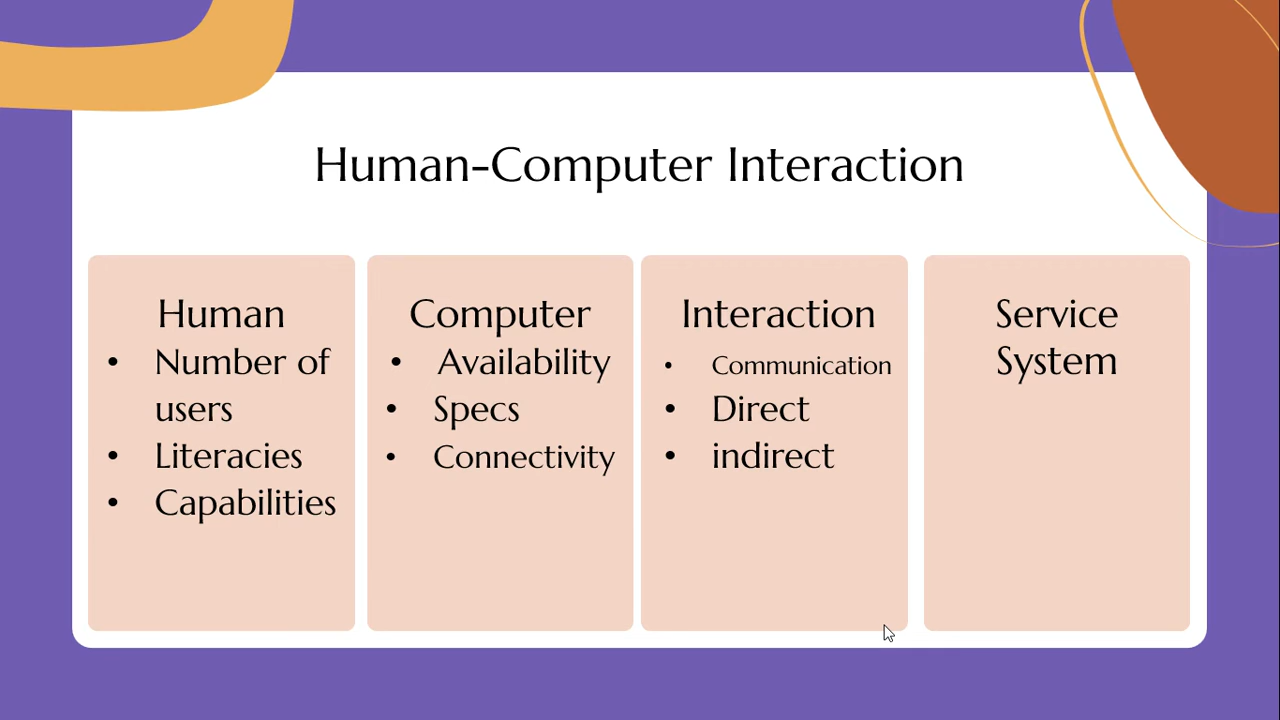 Human-Computer Interaction
Human
• Number of
users
• Literacies
• Capabilities
Computer
• Availability
• Specs
• Connectivity
Interaction
• Communication
• Direct
• indirect
Service
System